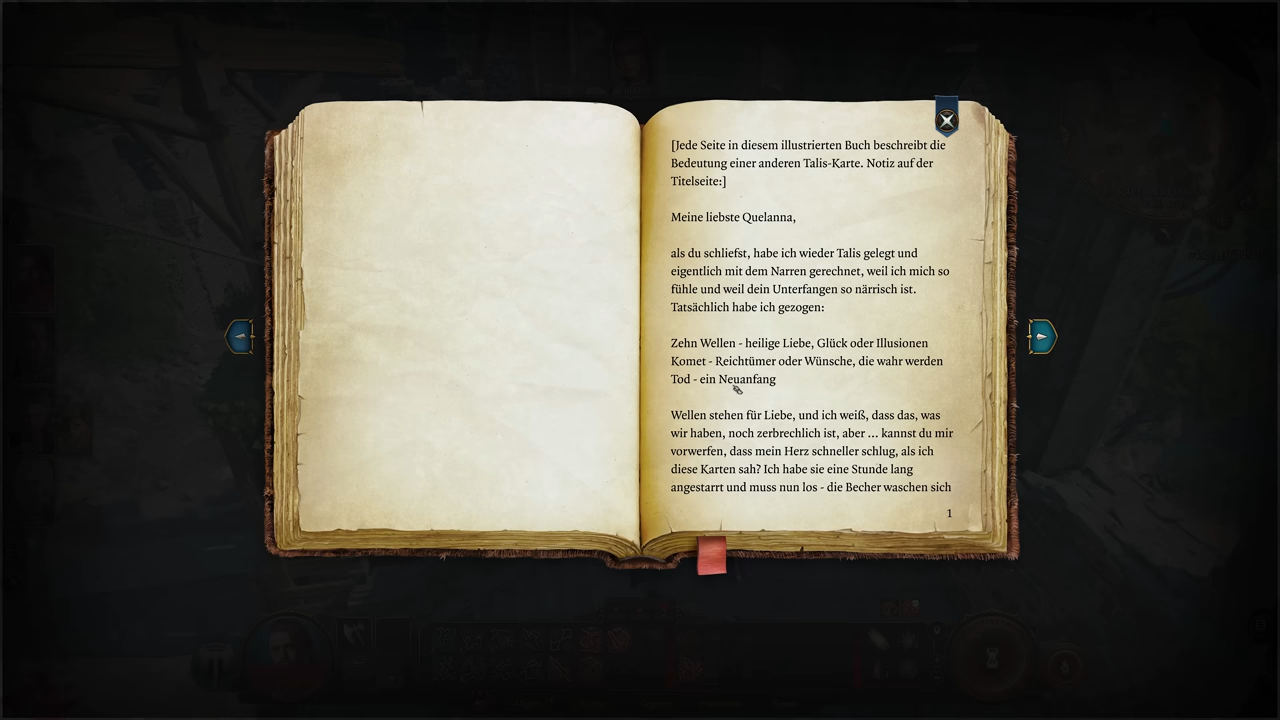 [Jede Seite in diesem illustrierten Buch beschreibt die
Bedeutung einer anderen Talis-Karte. Notiz auf der
Titelseite:]
Meine liebste Quelanna,
als du schliefst, habe ich wieder Talis gelegt und
eigentlich mit dem Narren gerechnet, weil ich mich so
fühle und weil dein Unterfangen so närrisch ist.
Tatsächlich habe ich gezogen:
Zehn Wellen - heilige Liebe, Glück oder Illusionen
Komet - Reichtümer oder Wünsche, die wahr werden
Tod - ein Neuanfang
Wellen stehen für Liebe, und ich weiß, dass das, was
wir haben, noch zerbrechlich ist, aber ... kannst du mir
vorwerfen, dass mein Herz schneller schlug, als ich
diese Karten sah? Ich habe sie eine Stunde lang
angestarrt und muss nun los - die Becher waschen sich
1